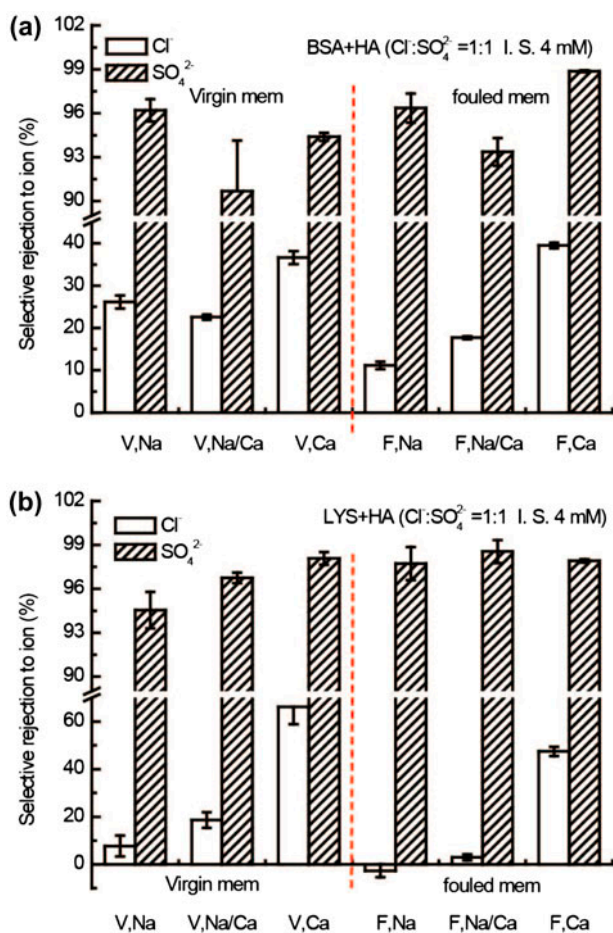 (a)
Cl⁻
SO₄²⁻
BSA+HA (Cl⁻:SO₄²⁻ =1:1 I. S. 4 mM)
Virgin mem
fouled mem
Selective rejection to ion (%)
102
99
96
93
90
40
30
20
10
0
V,Na V,Na/Ca V,Ca F,Na F,Na/Ca F,Ca
(b)
Cl⁻
SO₄²⁻
LYS+HA (Cl⁻:SO₄²⁻ =1:1 I. S. 4 mM)
Selective rejection to ion (%)
102
99
96
93
90
60
40
20
0
Virgin mem
fouled mem
V,Na V,Na/Ca V,Ca F,Na F,Na/Ca F,Ca